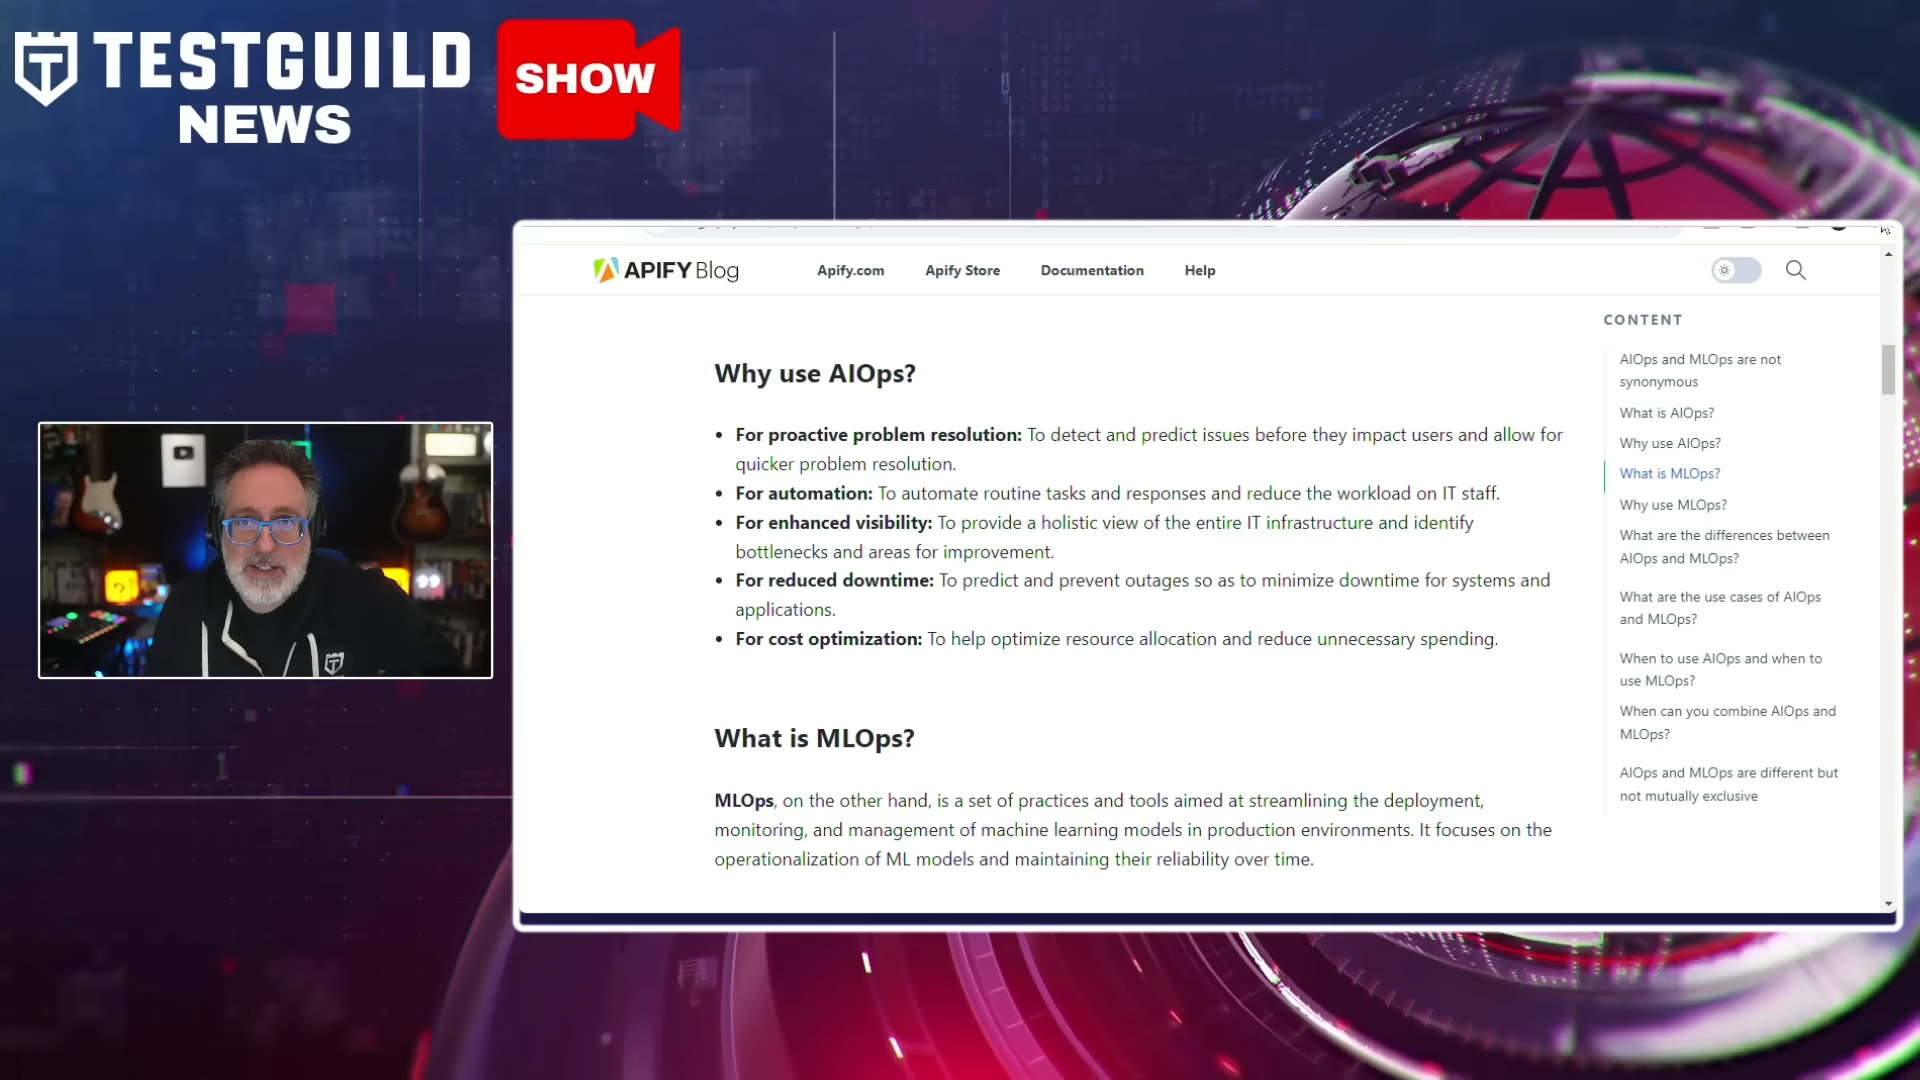 TESTGUILD
NEWS
SHOW
APIFY Blog
Apify.com
Apify Store
Documentation
Help
CONTENT
AIOps and MLOps are not
synonymous
What is AIOps?
Why use AIOps?
What is MLOps?
Why use MLOps?
What are the differences between
AIOps and MLOps?
What are the use cases of AIOps
and MLOps?
When to use AIOps and when to
use MLOps?
When can you combine AIOps and
MLOps?
AIOps and MLOps are different but
not mutually exclusive
Why use AIOps?
• For proactive problem resolution: To detect and predict issues before they impact users and allow for
quicker problem resolution.
• For automation: To automate routine tasks and responses and reduce the workload on IT staff.
• For enhanced visibility: To provide a holistic view of the entire IT infrastructure and identify
bottlenecks and areas for improvement.
• For reduced downtime: To predict and prevent outages so as to minimize downtime for systems and
applications.
• For cost optimization: To help optimize resource allocation and reduce unnecessary spending.
What is MLOps?
MLOps, on the other hand, is a set of practices and tools aimed at streamlining the deployment,
monitoring, and management of machine learning models in production environments. It focuses on the
operationalization of ML models and maintaining their reliability over time.